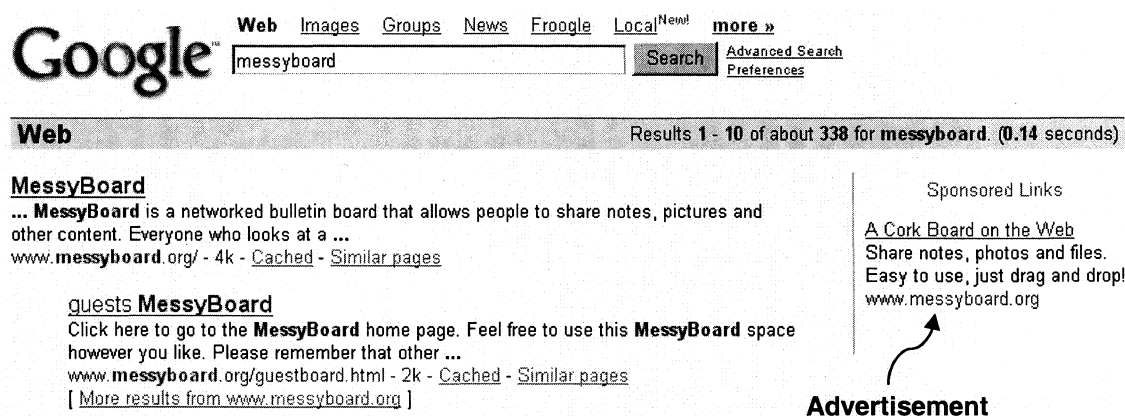 Web Images Groups News Froogle Local New! more »
Google™
messyboard Search Advanced Search
Preferences
Web Results 1 - 10 of about 338 for messyboard. (0.14 seconds)
MessyBoard
... MessyBoard is a networked bulletin board that allows people to share notes, pictures and
other content. Everyone who looks at a ...
www.messyboard.org/ - 4k - Cached - Similar pages
guests MessyBoard
Click here to go to the MessyBoard home page. Feel free to use this MessyBoard space
however you like. Please remember that other ...
www.messyboard.org/guestboard.html - 2k - Cached - Similar pages
[ More results from www.messyboard.org ]
Sponsored Links
A Cork Board on the Web
Share notes, photos and files.
Easy to use, just drag and drop!
www.messyboard.org
Advertisement